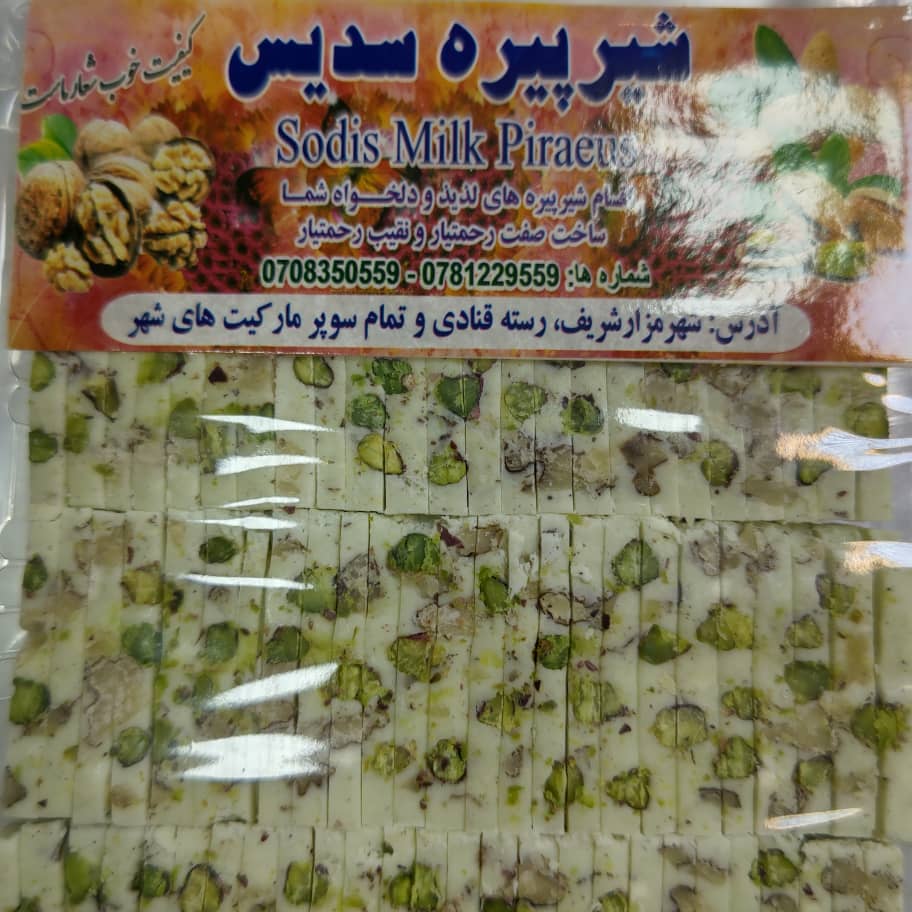 کیفیت خوب شعار ماست
شیرپیره سدیس
Sodis Milk Piraeus
اقسام شیرپیره های لذیذ و دلخواه شما
ساخت صفت رحمتیار و نقیب رحمتیار
شماره ها: 0781229559 - 0708350559
آدرس: شهرمزارشریف، رسته قنادی و تمام سوپر مارکیت های شهر